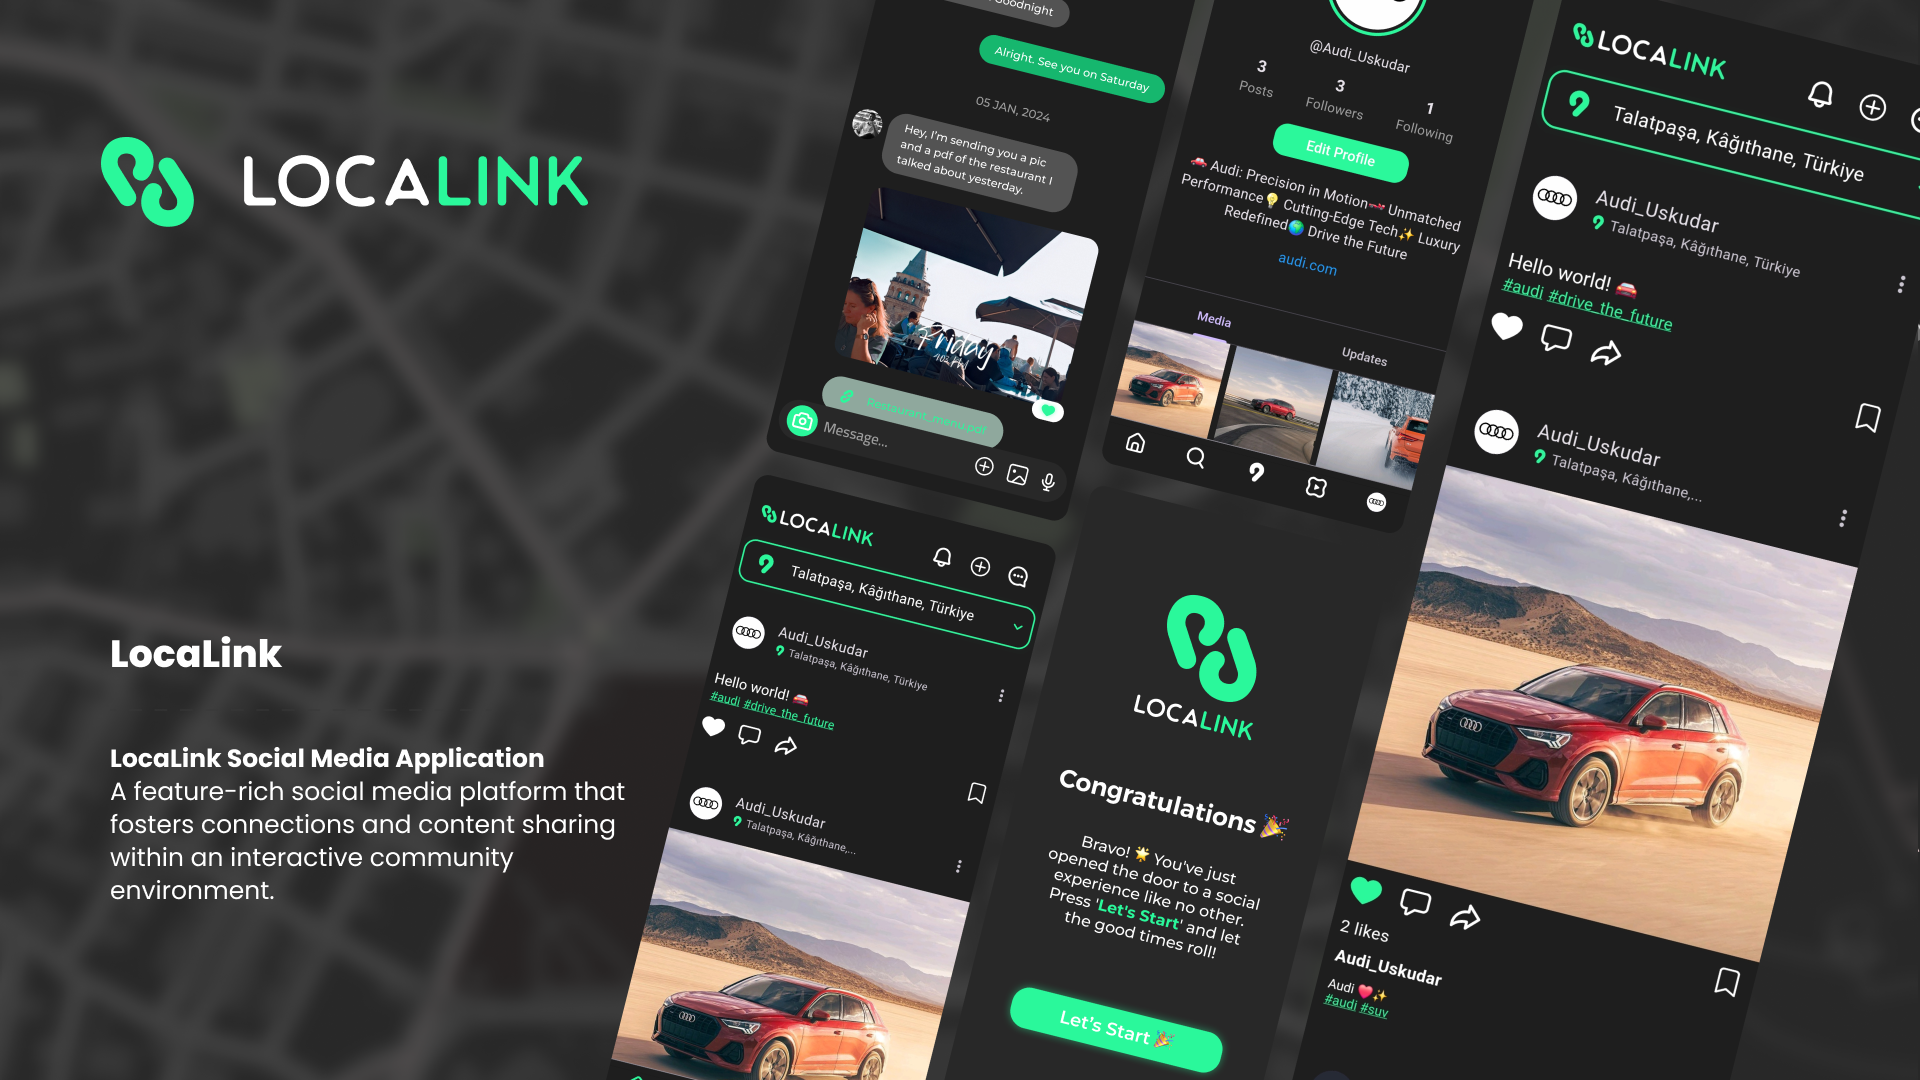 LOCALINK
LocaLink
LocaLink Social Media Application
A feature-rich social media platform that
fosters connections and content sharing
within an interactive community
environment.
Goodnight
Alright. See you on Saturday
05 JAN, 2024
Hey, I'm sending you a pic
and a pdf of the restaurant I
talked about yesterday.
Friday
Restaurant_menu.pdf
Message...
@Audi_Uskudar
3
Posts
3
Followers
1
Following
Edit Profile
🚗 Audi: Precision in Motion🏎️ Unmatched
Performance💡 Cutting-Edge Tech✨ Luxury
Redefined🌍 Drive the Future
audi.com
Media
Updates
LOCALINK
Talatpaşa, Kâğıthane, Türkiye
Audi_Uskudar
Talatpaşa, Kâğıthane, Türkiye
Hello world! 🚘
#audi #drive_the_future
Audi_Uskudar
Talatpaşa, Kâğıthane,...
2 likes
Audi_Uskudar
Audi ❤️✨
#audi #suv
LOCALINK
Talatpaşa, Kâğıthane, Türkiye
Audi_Uskudar
Talatpaşa, Kâğıthane, Türkiye
Hello world! 🚘
#audi #drive_the_future
Audi_Uskudar
Talatpaşa, Kâğıthane,...
LOCALINK
Congratulations 🎉
Bravo! 🌟 You've just
opened the door to a social
experience like no other.
Press 'Let's Start' and let
the good times roll!
Let's Start 🎉